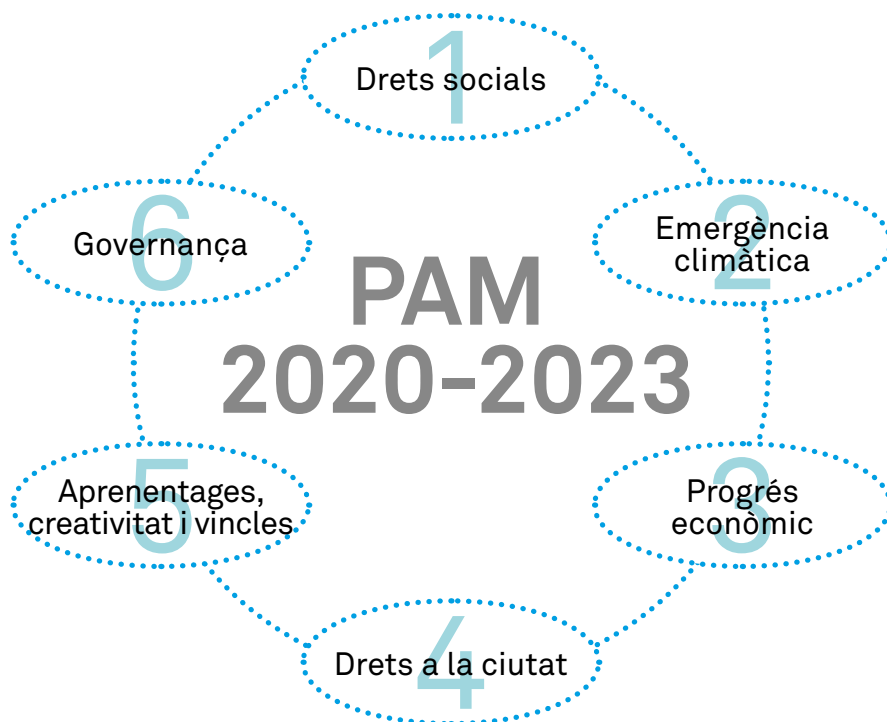 1
Drets socials
2
Emergència
climàtica
3
Progrés
econòmic
4
Drets a la ciutat
5
Aprenentages,
creativitat i vincles
6
Governança
PAM
2020-2023